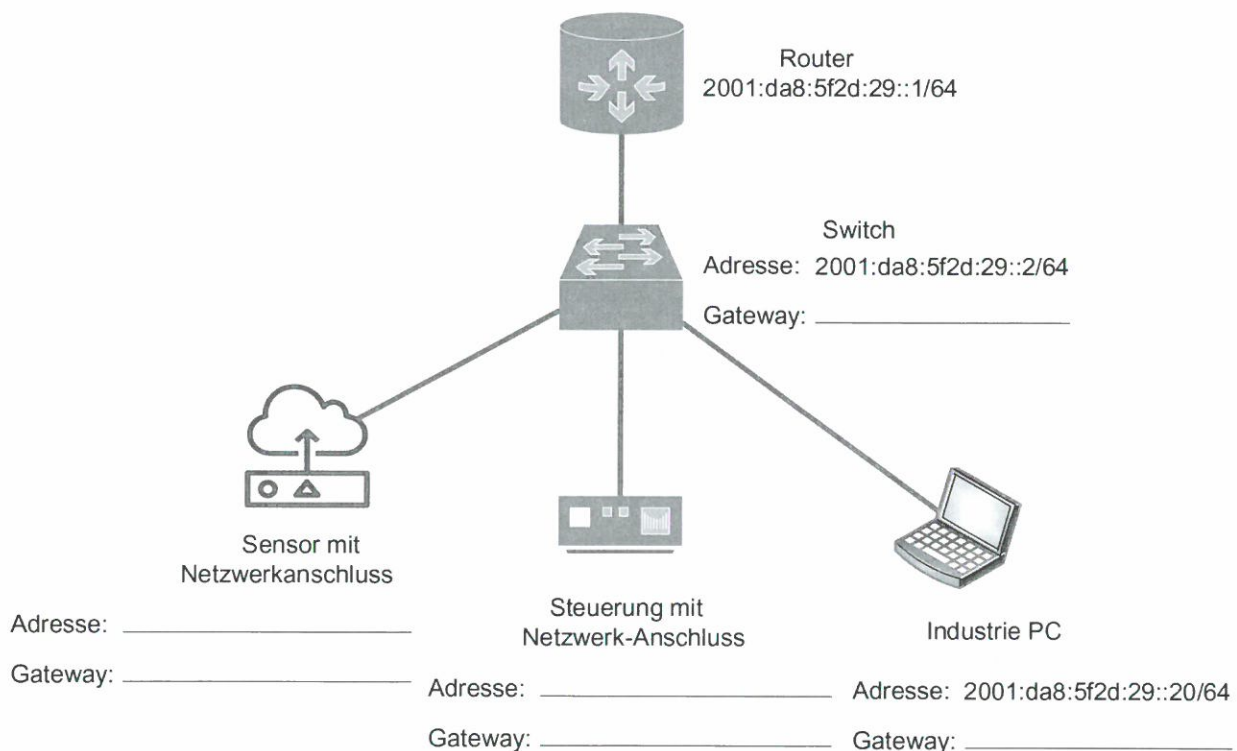 Router
2001:da8:5f2d:29::1/64
Switch
Adresse: 2001:da8:5f2d:29::2/64
Gateway:
Sensor mit
Netzwerkanschluss
Adresse:
Gateway:
Steuerung mit
Netzwerk-Anschluss
Adresse:
Gateway:
Industrie PC
Adresse: 2001:da8:5f2d:29::20/64
Gateway: